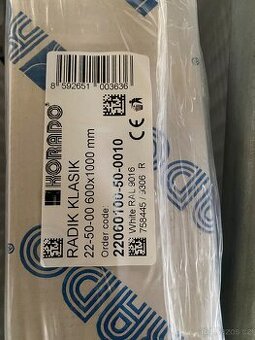 8 592651 003636
KORADO
RADIK KLASIK
22-50-00 600x1000 mm
Order code:
22060100-50-0010
White RAL 9016
758445 / 9306 R
CE